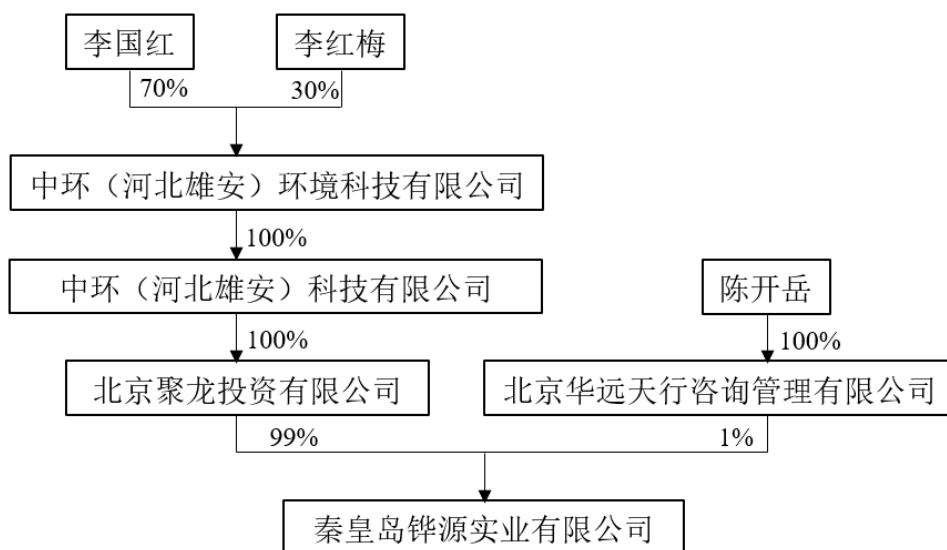 李国红 李红梅
70% 30%
中环（河北雄安）环境科技有限公司
100%
中环（河北雄安）科技有限公司 陈开岳
100% 100%
北京聚龙投资有限公司 北京华远天行咨询管理有限公司
99% 1%
秦皇岛铧源实业有限公司